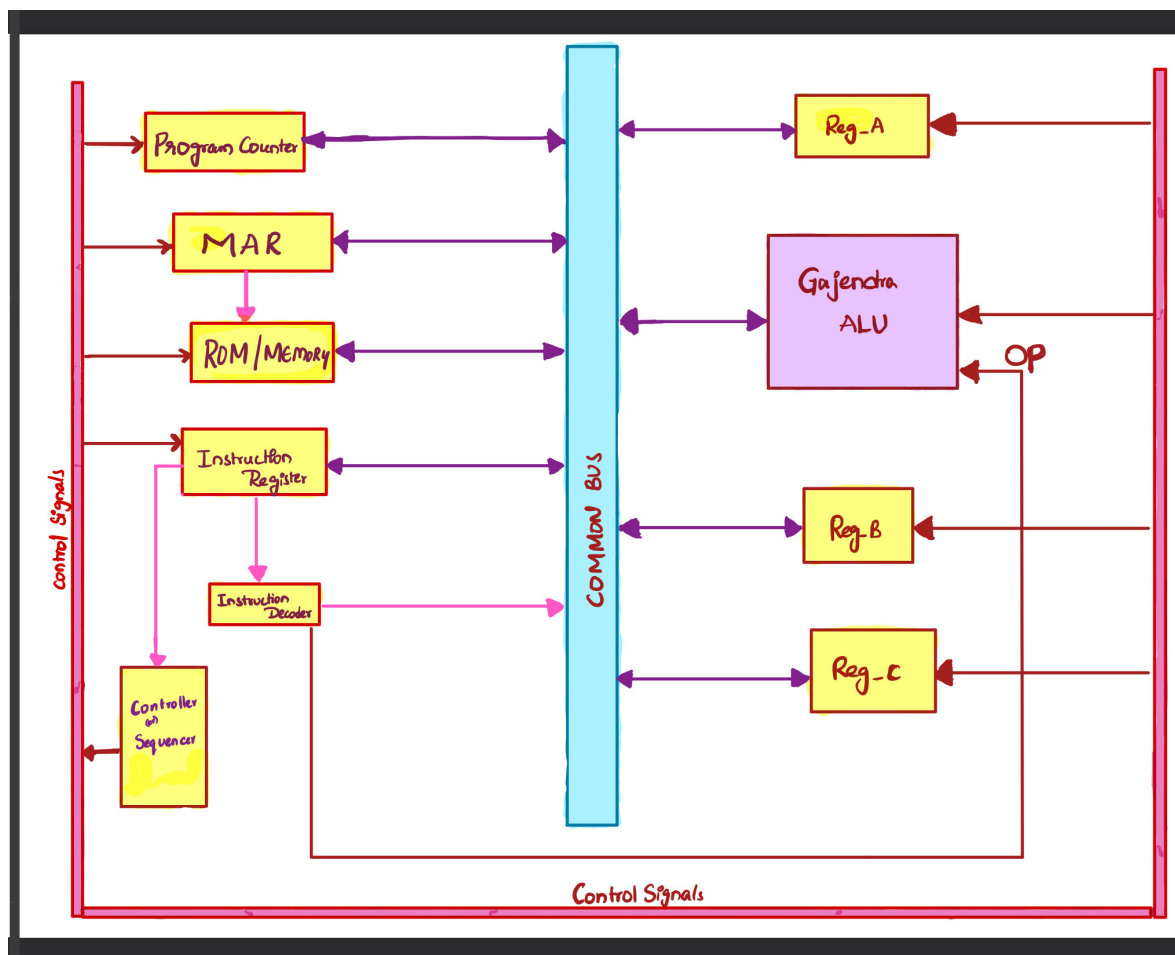 Program Counter
Reg_A
MAR
Gajendra
ALU
ROM/MEMORY
OP
Instruction
Register
control Signals
COMMON BUS
Reg_B
Instruction
Decoder
Reg_C
Controller
Sequencer
Control Signals